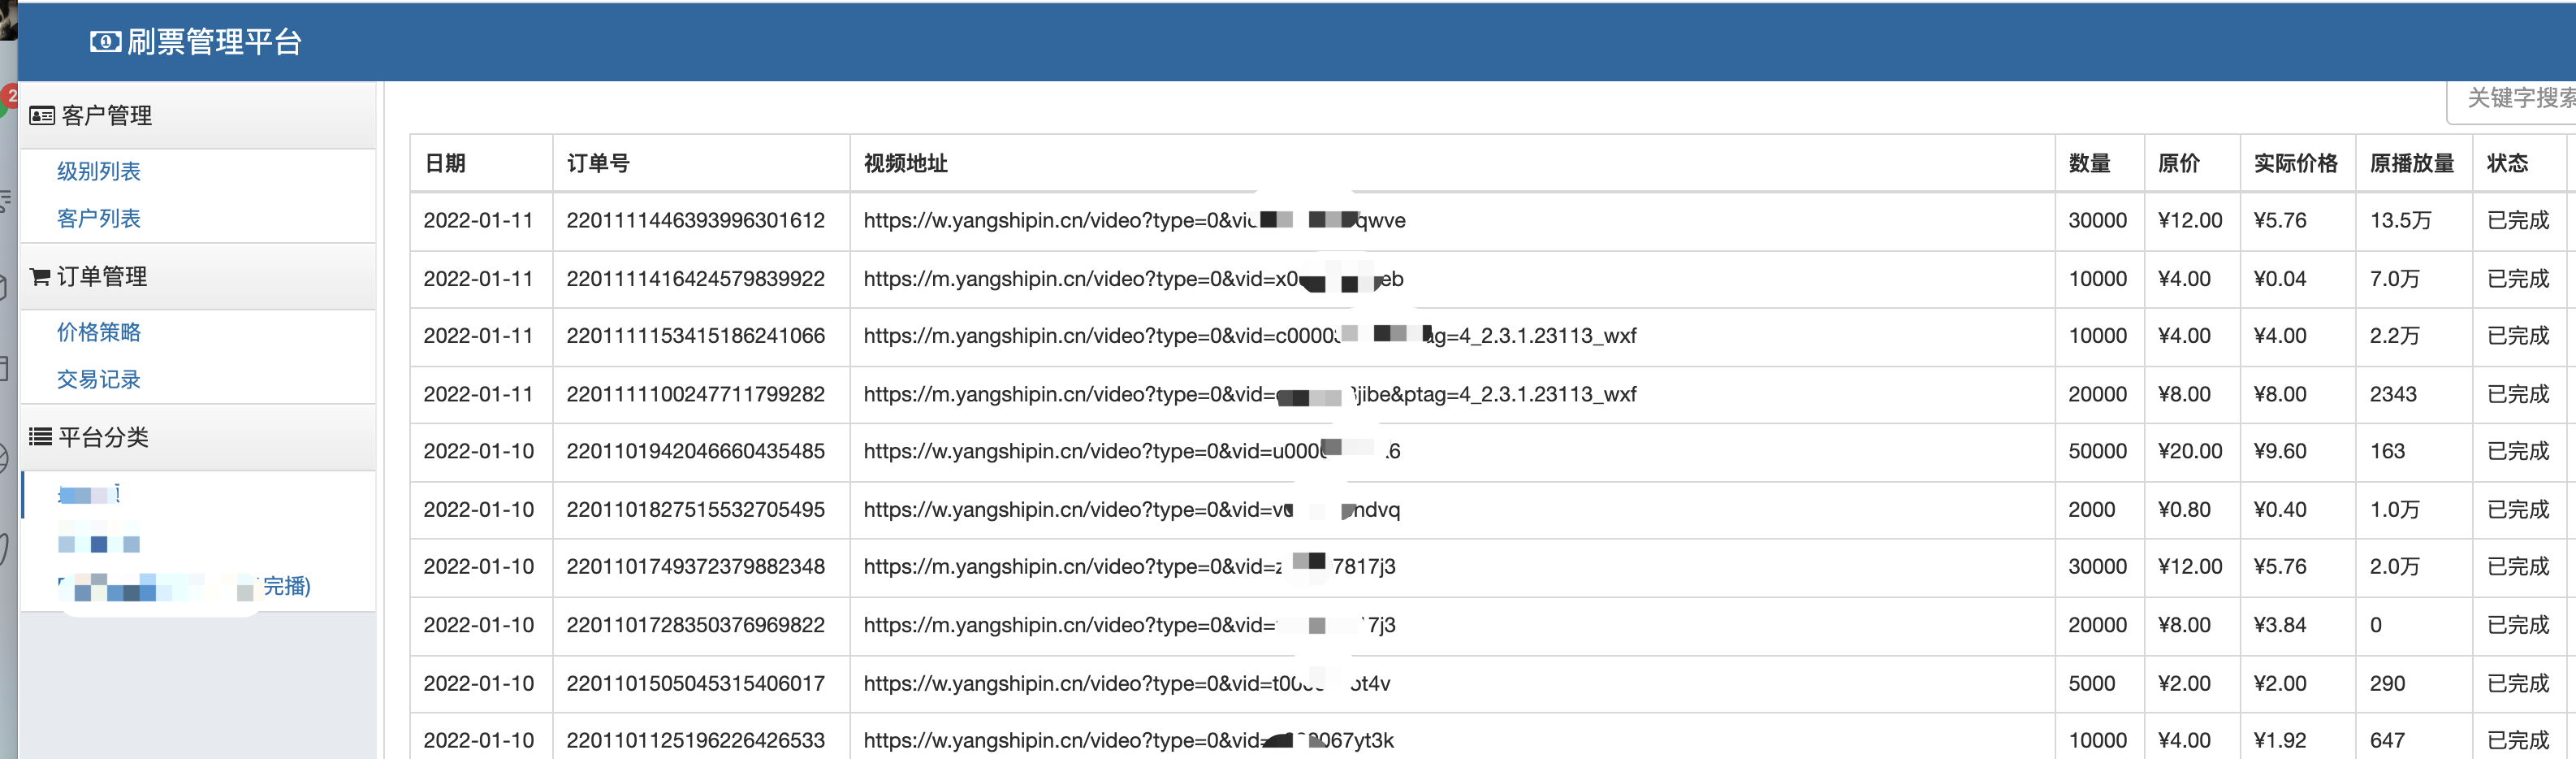 刷票管理平台
客户管理
级别列表
客户列表
订单管理
价格策略
交易记录
平台分类
完播)
2
关键字搜索
日期 订单号 视频地址 数量 原价 实际价格 原播放量 状态
2022-01-11 2201111446393996301612 https://w.yangshipin.cn/video?type=0&vi qwve 30000 ¥12.00 ¥5.76 13.5万 已完成
2022-01-11 2201111416424579839922 https://m.yangshipin.cn/video?type=0&vid=x0 eb 10000 ¥4.00 ¥0.04 7.0万 已完成
2022-01-11 2201111153415186241066 https://m.yangshipin.cn/video?type=0&vid=c0000 ag=4_2.3.1.23113_wxf 10000 ¥4.00 ¥4.00 2.2万 已完成
2022-01-11 2201111100247711799282 https://m.yangshipin.cn/video?type=0&vid= jibe&ptag=4_2.3.1.23113_wxf 20000 ¥8.00 ¥8.00 2343 已完成
2022-01-10 2201101942046660435485 https://w.yangshipin.cn/video?type=0&vid=u000 6 50000 ¥20.00 ¥9.60 163 已完成
2022-01-10 2201101827515532705495 https://w.yangshipin.cn/video?type=0&vid=v ndvq 2000 ¥0.80 ¥0.40 1.0万 已完成
2022-01-10 2201101749372379882348 https://m.yangshipin.cn/video?type=0&vid=z 7817j3 30000 ¥12.00 ¥5.76 2.0万 已完成
2022-01-10 2201101728350376969822 https://m.yangshipin.cn/video?type=0&vid= 7j3 20000 ¥8.00 ¥3.84 0 已完成
2022-01-10 2201101505045315406017 https://w.yangshipin.cn/video?type=0&vid=t00 t4v 5000 ¥2.00 ¥2.00 290 已完成
2022-01-10 2201101125196226426533 https://w.yangshipin.cn/video?type=0&vid= 067yt3k 10000 ¥4.00 ¥1.92 647 已完成